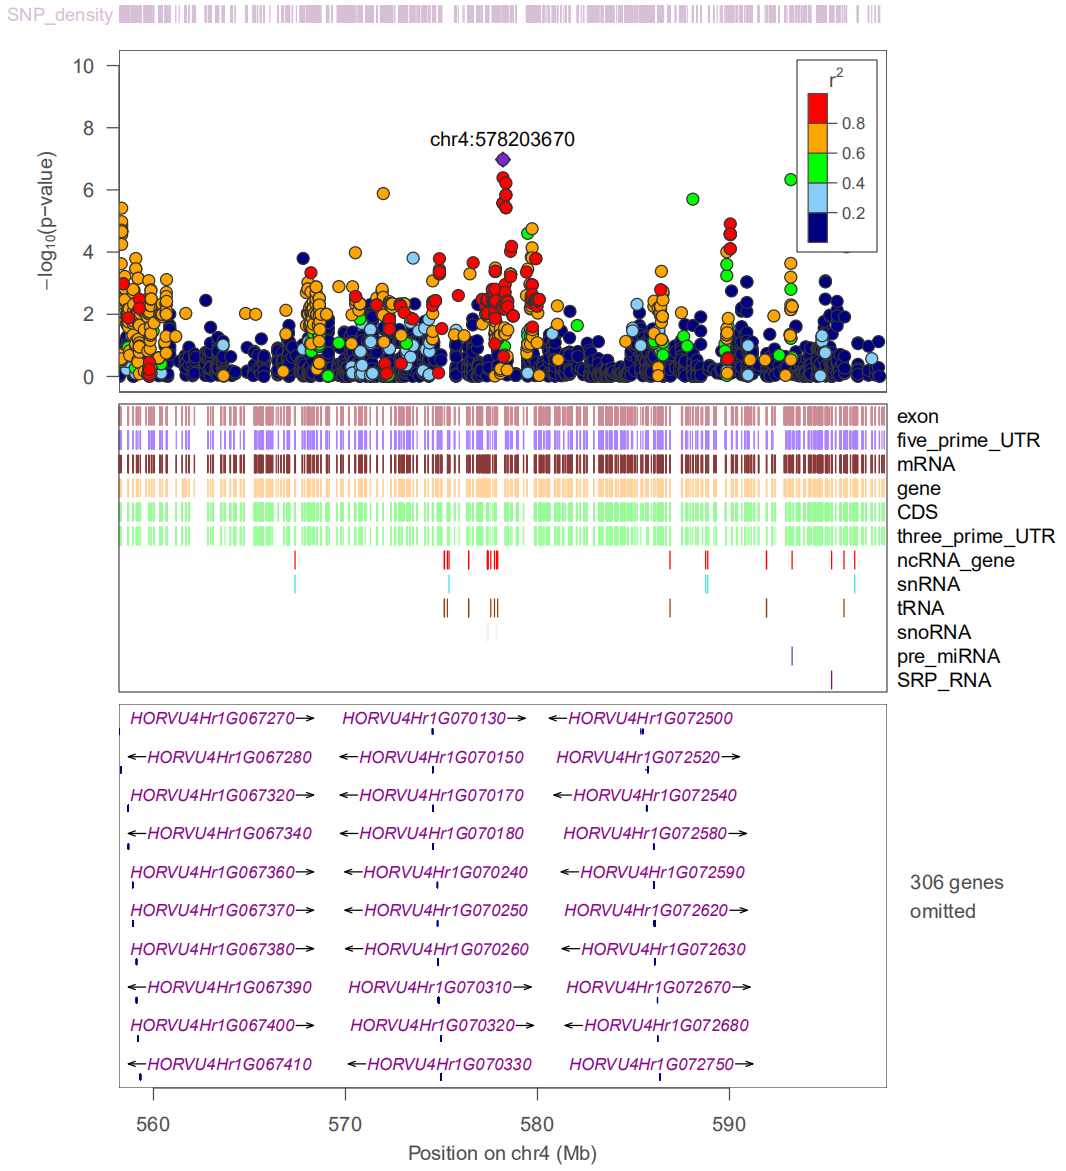 SNP_density
10
8
6
4
2
0
−log10(p−value)
chr4:578203670
r2
0.8
0.6
0.4
0.2
exon
five_prime_UTR
mRNA
gene
CDS
three_prime_UTR
ncRNA_gene
snRNA
tRNA
snoRNA
pre_miRNA
SRP_RNA
HORVU4Hr1G067270 HORVU4Hr1G070130 HORVU4Hr1G072500
HORVU4Hr1G067280 HORVU4Hr1G070150 HORVU4Hr1G072520
HORVU4Hr1G067320 HORVU4Hr1G070170 HORVU4Hr1G072540
HORVU4Hr1G067340 HORVU4Hr1G070180 HORVU4Hr1G072580
HORVU4Hr1G067360 HORVU4Hr1G070240 HORVU4Hr1G072590
HORVU4Hr1G067370 HORVU4Hr1G070250 HORVU4Hr1G072620
HORVU4Hr1G067380 HORVU4Hr1G070260 HORVU4Hr1G072630
HORVU4Hr1G067390 HORVU4Hr1G070310 HORVU4Hr1G072670
HORVU4Hr1G067400 HORVU4Hr1G070320 HORVU4Hr1G072680
HORVU4Hr1G067410 HORVU4Hr1G070330 HORVU4Hr1G072750
306 genes
omitted
560 570 580 590
Position on chr4 (Mb)